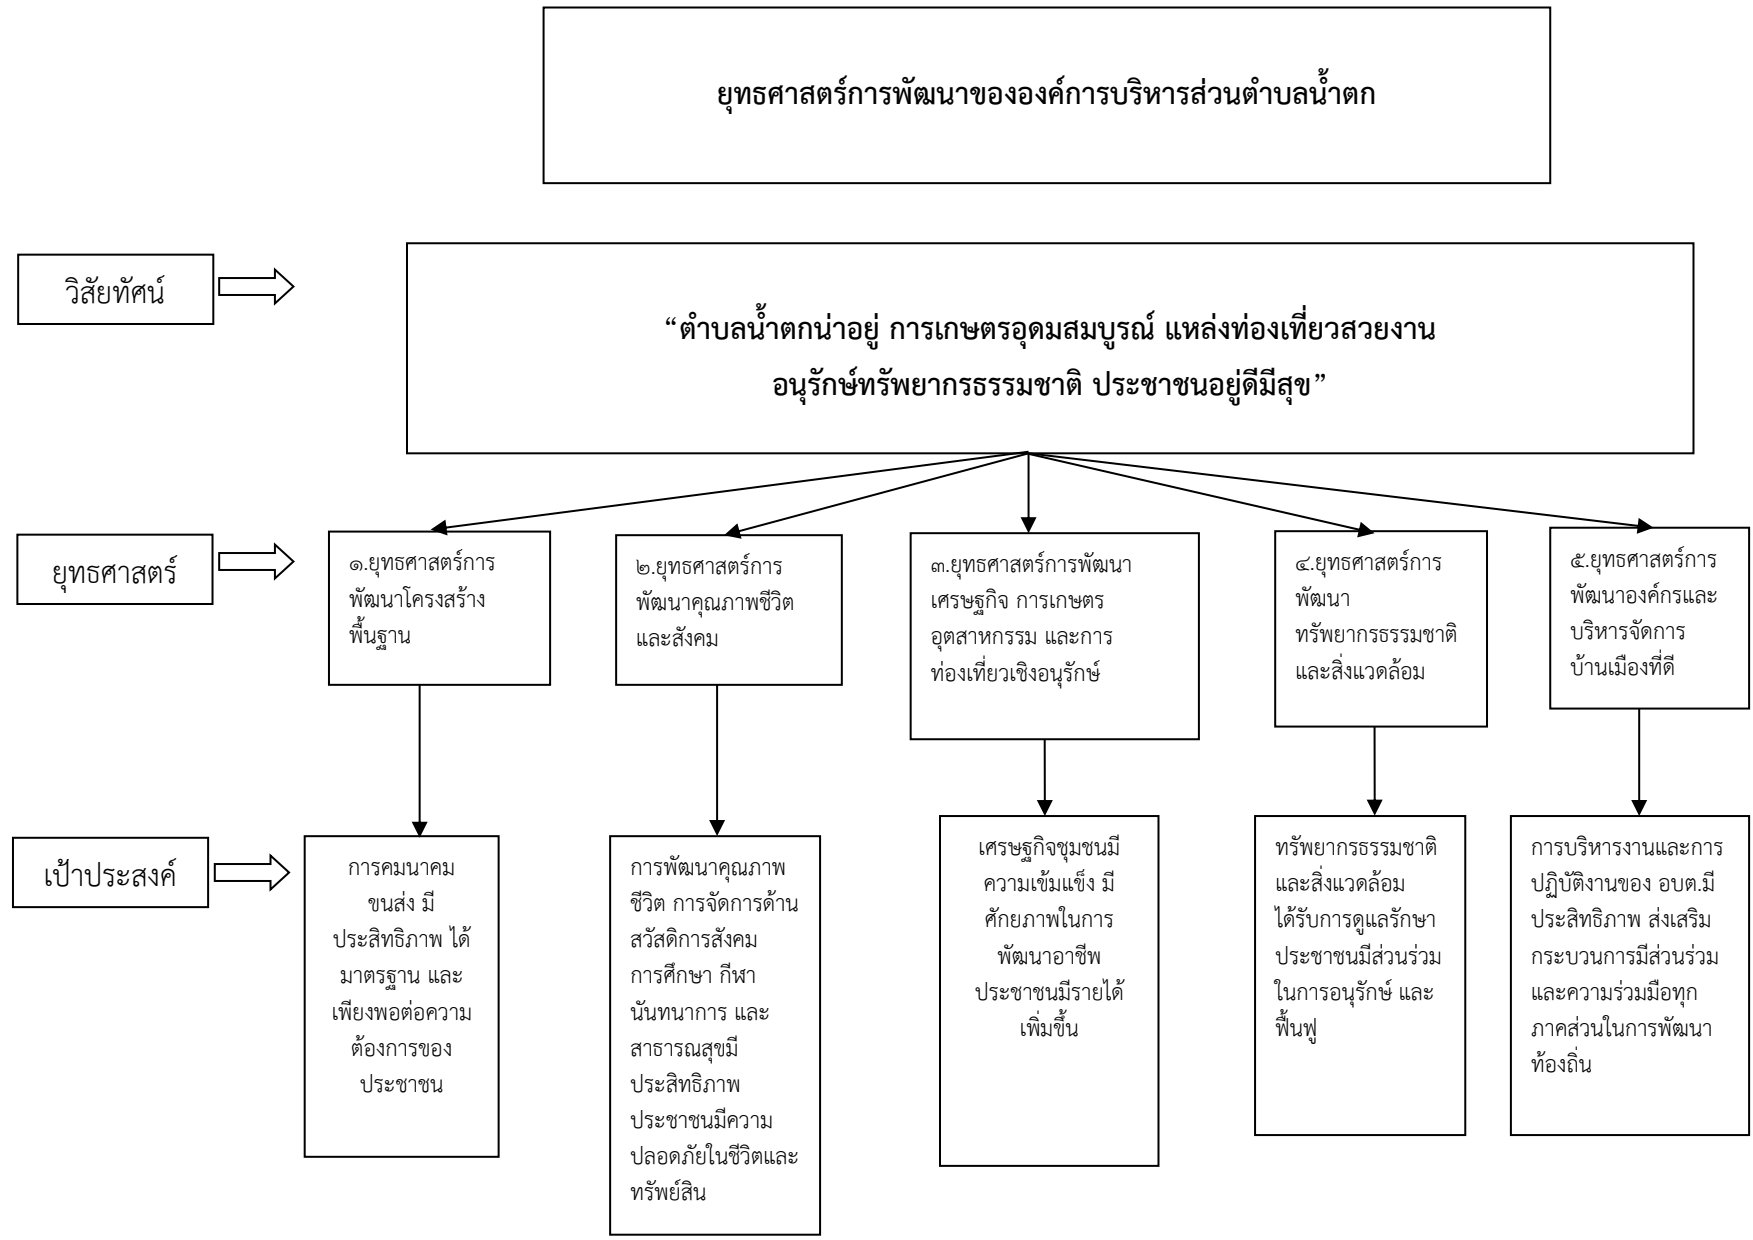 ยุทธศาสตร์การพัฒนาขององค์การบริหารส่วนตำบลน้ำตก
วิสัยทัศน์
“ตำบลน้ำตกน่าอยู่ การเกษตรอุดมสมบูรณ์ แหล่งท่องเที่ยวสวยงาน
อนุรักษ์ทรัพยากรธรรมชาติ ประชาชนอยู่ดีมีสุข”
ยุทธศาสตร์
๑.ยุทธศาสตร์การ
พัฒนาโครงสร้าง
พื้นฐาน
๒.ยุทธศาสตร์การ
พัฒนาคุณภาพชีวิต
และสังคม
๓.ยุทธศาสตร์การพัฒนา
เศรษฐกิจ การเกษตร
อุตสาหกรรม และการ
ท่องเที่ยวเชิงอนุรักษ์
๔.ยุทธศาสตร์การ
พัฒนา
ทรัพยากรธรรมชาติ
และสิ่งแวดล้อม
๕.ยุทธศาสตร์การ
พัฒนาองค์กรและ
บริหารจัดการ
บ้านเมืองที่ดี
เป้าประสงค์
การคมนาคม
ขนส่ง มี
ประสิทธิภาพ ได้
มาตรฐาน และ
เพียงพอต่อความ
ต้องการของ
ประชาชน
การพัฒนาคุณภาพ
ชีวิต การจัดการด้าน
สวัสดิการสังคม
การศึกษา กีฬา
นันทนาการ และ
สาธารณสุขมี
ประสิทธิภาพ
ประชาชนมีความ
ปลอดภัยในชีวิตและ
ทรัพย์สิน
เศรษฐกิจชุมชนมี
ความเข้มแข็ง มี
ศักยภาพในการ
พัฒนาอาชีพ
ประชาชนมีรายได้
เพิ่มขึ้น
ทรัพยากรธรรมชาติ
และสิ่งแวดล้อม
ได้รับการดูแลรักษา
ประชาชนมีส่วนร่วม
ในการอนุรักษ์ และ
ฟื้นฟู
การบริหารงานและการ
ปฏิบัติงานของ อบต.มี
ประสิทธิภาพ ส่งเสริม
กระบวนการมีส่วนร่วม
และความร่วมมือทุก
ภาคส่วนในการพัฒนา
ท้องถิ่น